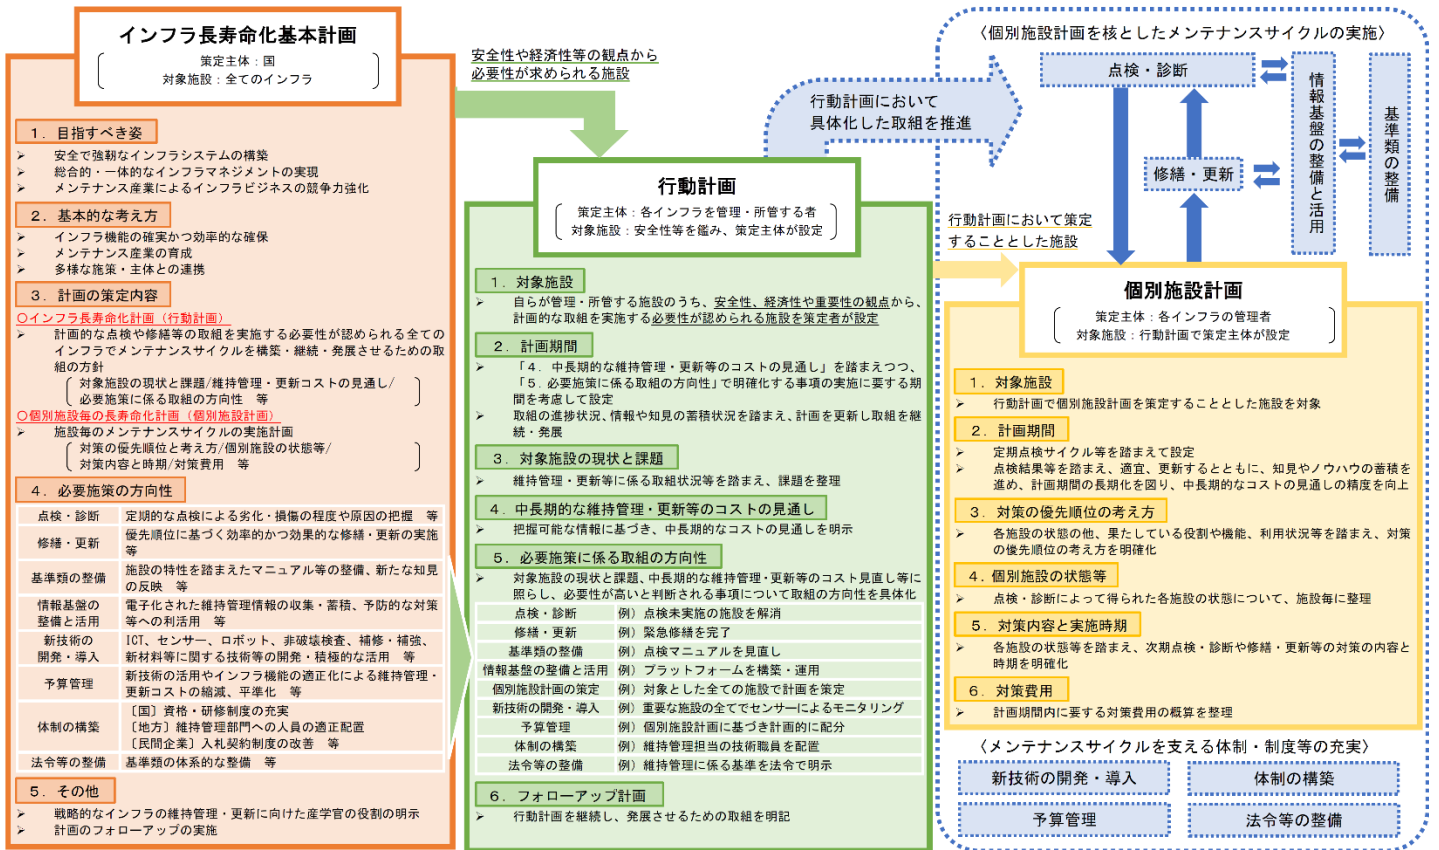 インフラ長寿命化基本計画
策定主体：国
対象施設：全てのインフラ
１．目指すべき姿
➢ 安全で強靭なインフラシステムの構築
➢ 総合的・一体的なインフラマネジメントの実現
➢ メンテナンス産業によるインフラビジネスの競争力強化
２．基本的な考え方
➢ インフラ機能の確実かつ効率的な確保
➢ メンテナンス産業の育成
➢ 多様な施策・主体との連携
３．計画の策定内容
○インフラ長寿命化計画（行動計画）
➢ 計画的な点検や修繕等の取組を実施する必要性が認められる全ての
インフラでメンテナンスサイクルを構築・継続・発展させるための取
組の方針
対象施設の現状と課題/維持管理・更新コストの見通し/
必要施策に係る取組の方向性　等
○個別施設毎の長寿命化計画（個別施設計画）
➢ 施設毎のメンテナンスサイクルの実施計画
対策の優先順位と考え方/個別施設の状態等/
対策内容と時期/対策費用　等
４．必要施策の方向性
点検・診断　定期的な点検による劣化・損傷の程度や原因の把握　等
修繕・更新　優先順位に基づく効率的かつ効果的な修繕・更新の実施
等
基準類の整備　施設の特性を踏まえたマニュアル等の整備、新たな知見
の反映　等
情報基盤の　電子化された維持管理情報の収集・蓄積、予防的な対策
整備と活用　等への利活用　等
新技術の　ICT、センサー、ロボット、非破壊検査、補修・補強、
開発・導入　新材料等に関する技術等の開発・積極的な活用　等
予算管理　新技術の活用やインフラ機能の適正化による維持管理・
更新コストの縮減、平準化　等
体制の構築　〔国〕資格・研修制度の充実
〔地方〕維持管理部門への人員の適正配置
〔民間企業〕入札契約制度の改善　等
法令等の整備　基準類の体系的な整備　等
５．その他
➢ 戦略的なインフラの維持管理・更新に向けた産学官の役割の明示
➢ 計画のフォローアップの実施
安全性や経済性等の観点から
必要性が求められる施設
行動計画
策定主体：各インフラを管理・所管する者
対象施設：安全性等を鑑み、策定主体が設定
１．対象施設
➢ 自らが管理・所管する施設のうち、安全性、経済性や重要性の観点から、
計画的な取組を実施する必要性が認められる施設を策定者が設定
２．計画期間
➢ 「４．中長期的な維持管理・更新等のコストの見通し」を踏まえつつ、
「５．必要施策に係る取組の方向性」で明確化する事項の実施に要する期
間を考慮して設定
➢ 取組の進捗状況、情報や知見の蓄積状況を踏まえ、計画を更新し取組を継
続・発展
３．対象施設の現状と課題
➢ 維持管理・更新等に係る取組状況等を踏まえ、課題を整理
４．中長期的な維持管理・更新等のコストの見通し
➢ 把握可能な情報に基づき、中長期的なコストの見通しを明示
５．必要施策に係る取組の方向性
➢ 対象施設の現状と課題、中長期的な維持管理・更新等のコスト見直し等に
照らし、必要性が高いと判断される事項について取組の方向性を具体化
点検・診断　例）点検未実施の施設を解消
修繕・更新　例）緊急修繕を完了
基準類の整備　例）点検マニュアルを見直し
情報基盤の整備と活用　例）プラットフォームを構築・運用
個別施設計画の策定　例）対象とした全ての施設で計画を策定
新技術の開発・導入　例）重要な施設の全てでセンサーによるモニタリング
予算管理　例）個別施設計画に基づき計画的に配分
体制の構築　例）維持管理担当の技術職員を配置
法令等の整備　例）維持管理に係る基準を法令で明示
６．フォローアップ計画
➢ 行動計画を継続し、発展させるための取組を明記
行動計画において
具体化した取組を推進
行動計画において策定
することとした施設
〈個別施設計画を核としたメンテナンスサイクルの実施〉
点検・診断
修繕・更新
情報基盤の整備と活用
基準類の整備
個別施設計画
策定主体：各インフラの管理者
対象施設：行動計画で策定主体が設定
１．対象施設
➢ 行動計画で個別施設計画を策定することとした施設を対象
２．計画期間
➢ 定期点検サイクル等を踏まえて設定
➢ 点検結果等を踏まえ、適宜、更新するとともに、知見やノウハウの蓄積を
進め、計画期間の長期化を図り、中長期的なコストの見通しの精度を向上
３．対策の優先順位の考え方
➢ 各施設の状態の他、果たしている役割や機能、利用状況等を踏まえ、対策
の優先順位の考え方を明確化
４．個別施設の状態等
➢ 点検・診断によって得られた各施設の状態について、施設毎に整理
５．対策内容と実施時期
➢ 各施設の状態等を踏まえ、次期点検・診断や修繕・更新等の対策の内容と
時期を明確化
６．対策費用
➢ 計画期間内に要する対策費用の概算を整理
〈メンテナンスサイクルを支える体制・制度等の充実〉
新技術の開発・導入
体制の構築
予算管理
法令等の整備